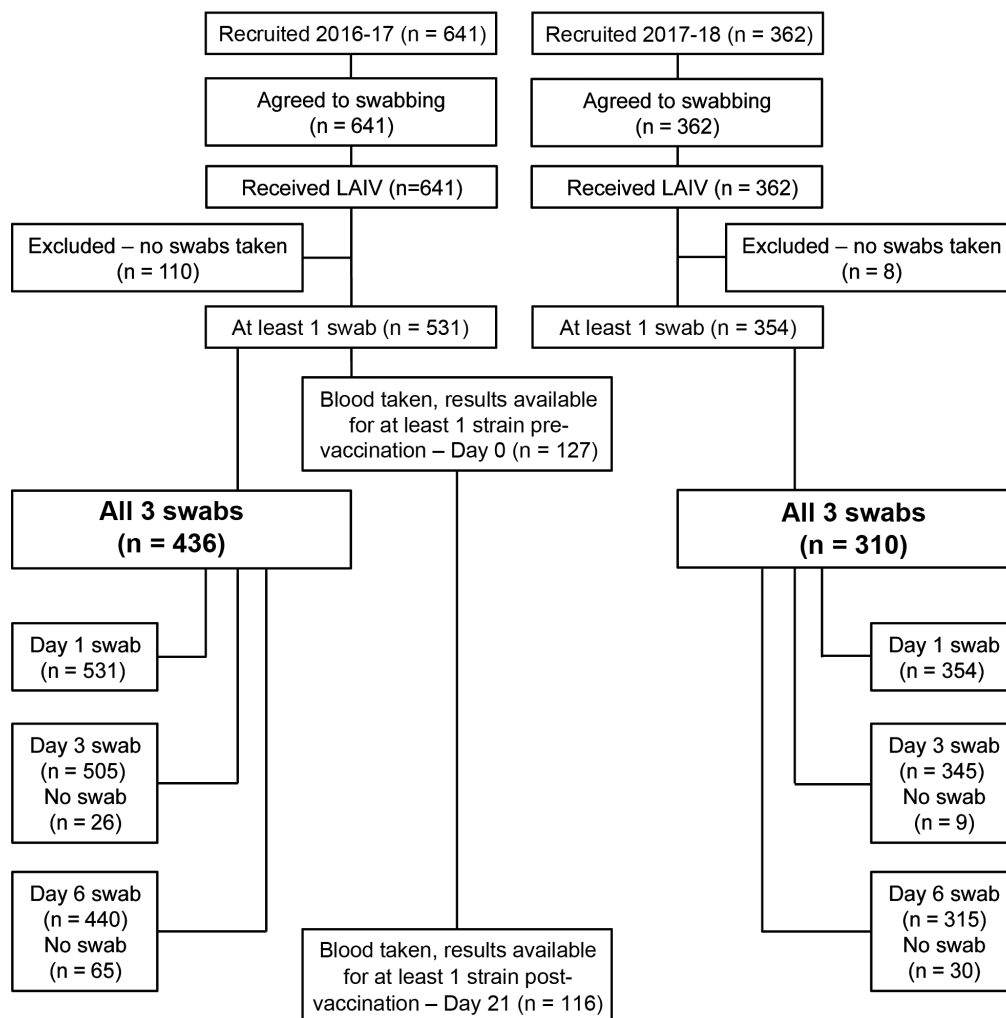 Recruited 2016-17 (n = 641)
Recruited 2017-18 (n = 362)
Agreed to swabbing
(n = 641)
Agreed to swabbing
(n = 362)
Received LAIV (n=641)
Received LAIV (n = 362)
Excluded – no swabs taken
(n = 110)
Excluded – no swabs taken
(n = 8)
At least 1 swab (n = 531)
At least 1 swab (n = 354)
Blood taken, results available
for at least 1 strain pre-
vaccination – Day 0 (n = 127)
All 3 swabs
(n = 436)
All 3 swabs
(n = 310)
Day 1 swab
(n = 531)
Day 1 swab
(n = 354)
Day 3 swab
(n = 505)
No swab
(n = 26)
Day 3 swab
(n = 345)
No swab
(n = 9)
Day 6 swab
(n = 440)
No swab
(n = 65)
Day 6 swab
(n = 315)
No swab
(n = 30)
Blood taken, results available
for at least 1 strain post-
vaccination – Day 21 (n = 116)